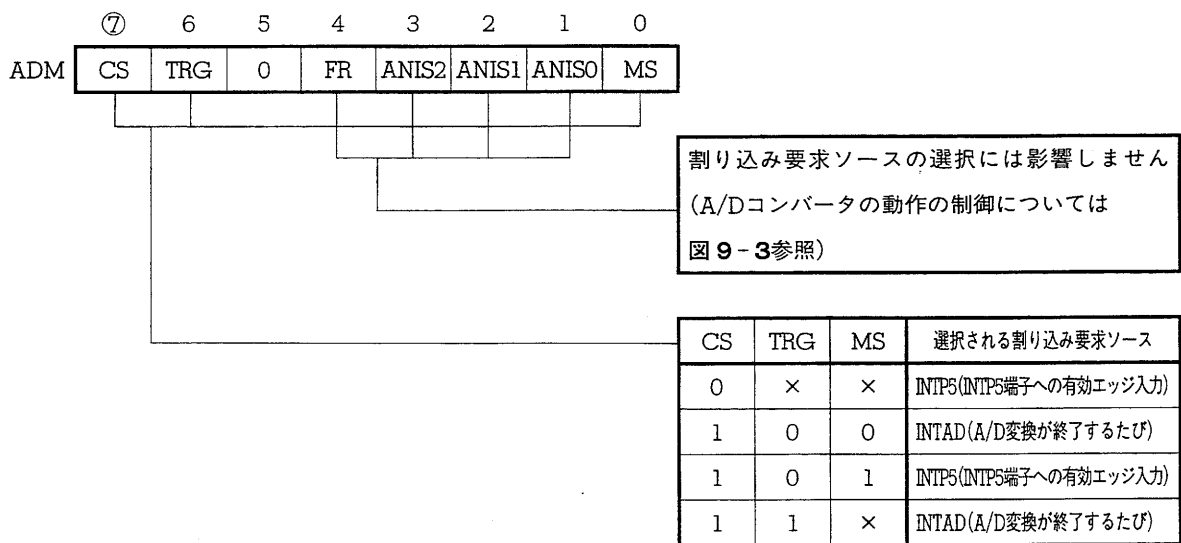 ⑦ 6 5 4 3 2 1 0
ADM CS TRG 0 FR ANIS2 ANIS1 ANIS0 MS
割り込み要求ソースの選択には影響しません
(A/Dコンバータの動作の制御については
図9-3参照)
CS TRG MS 選択される割り込み要求ソース
0 × × INTP5(INTP5端子への有効エッジ入力)
1 0 0 INTAD(A/D変換が終了するたび)
1 0 1 INTP5(INTP5端子への有効エッジ入力)
1 1 × INTAD(A/D変換が終了するたび)